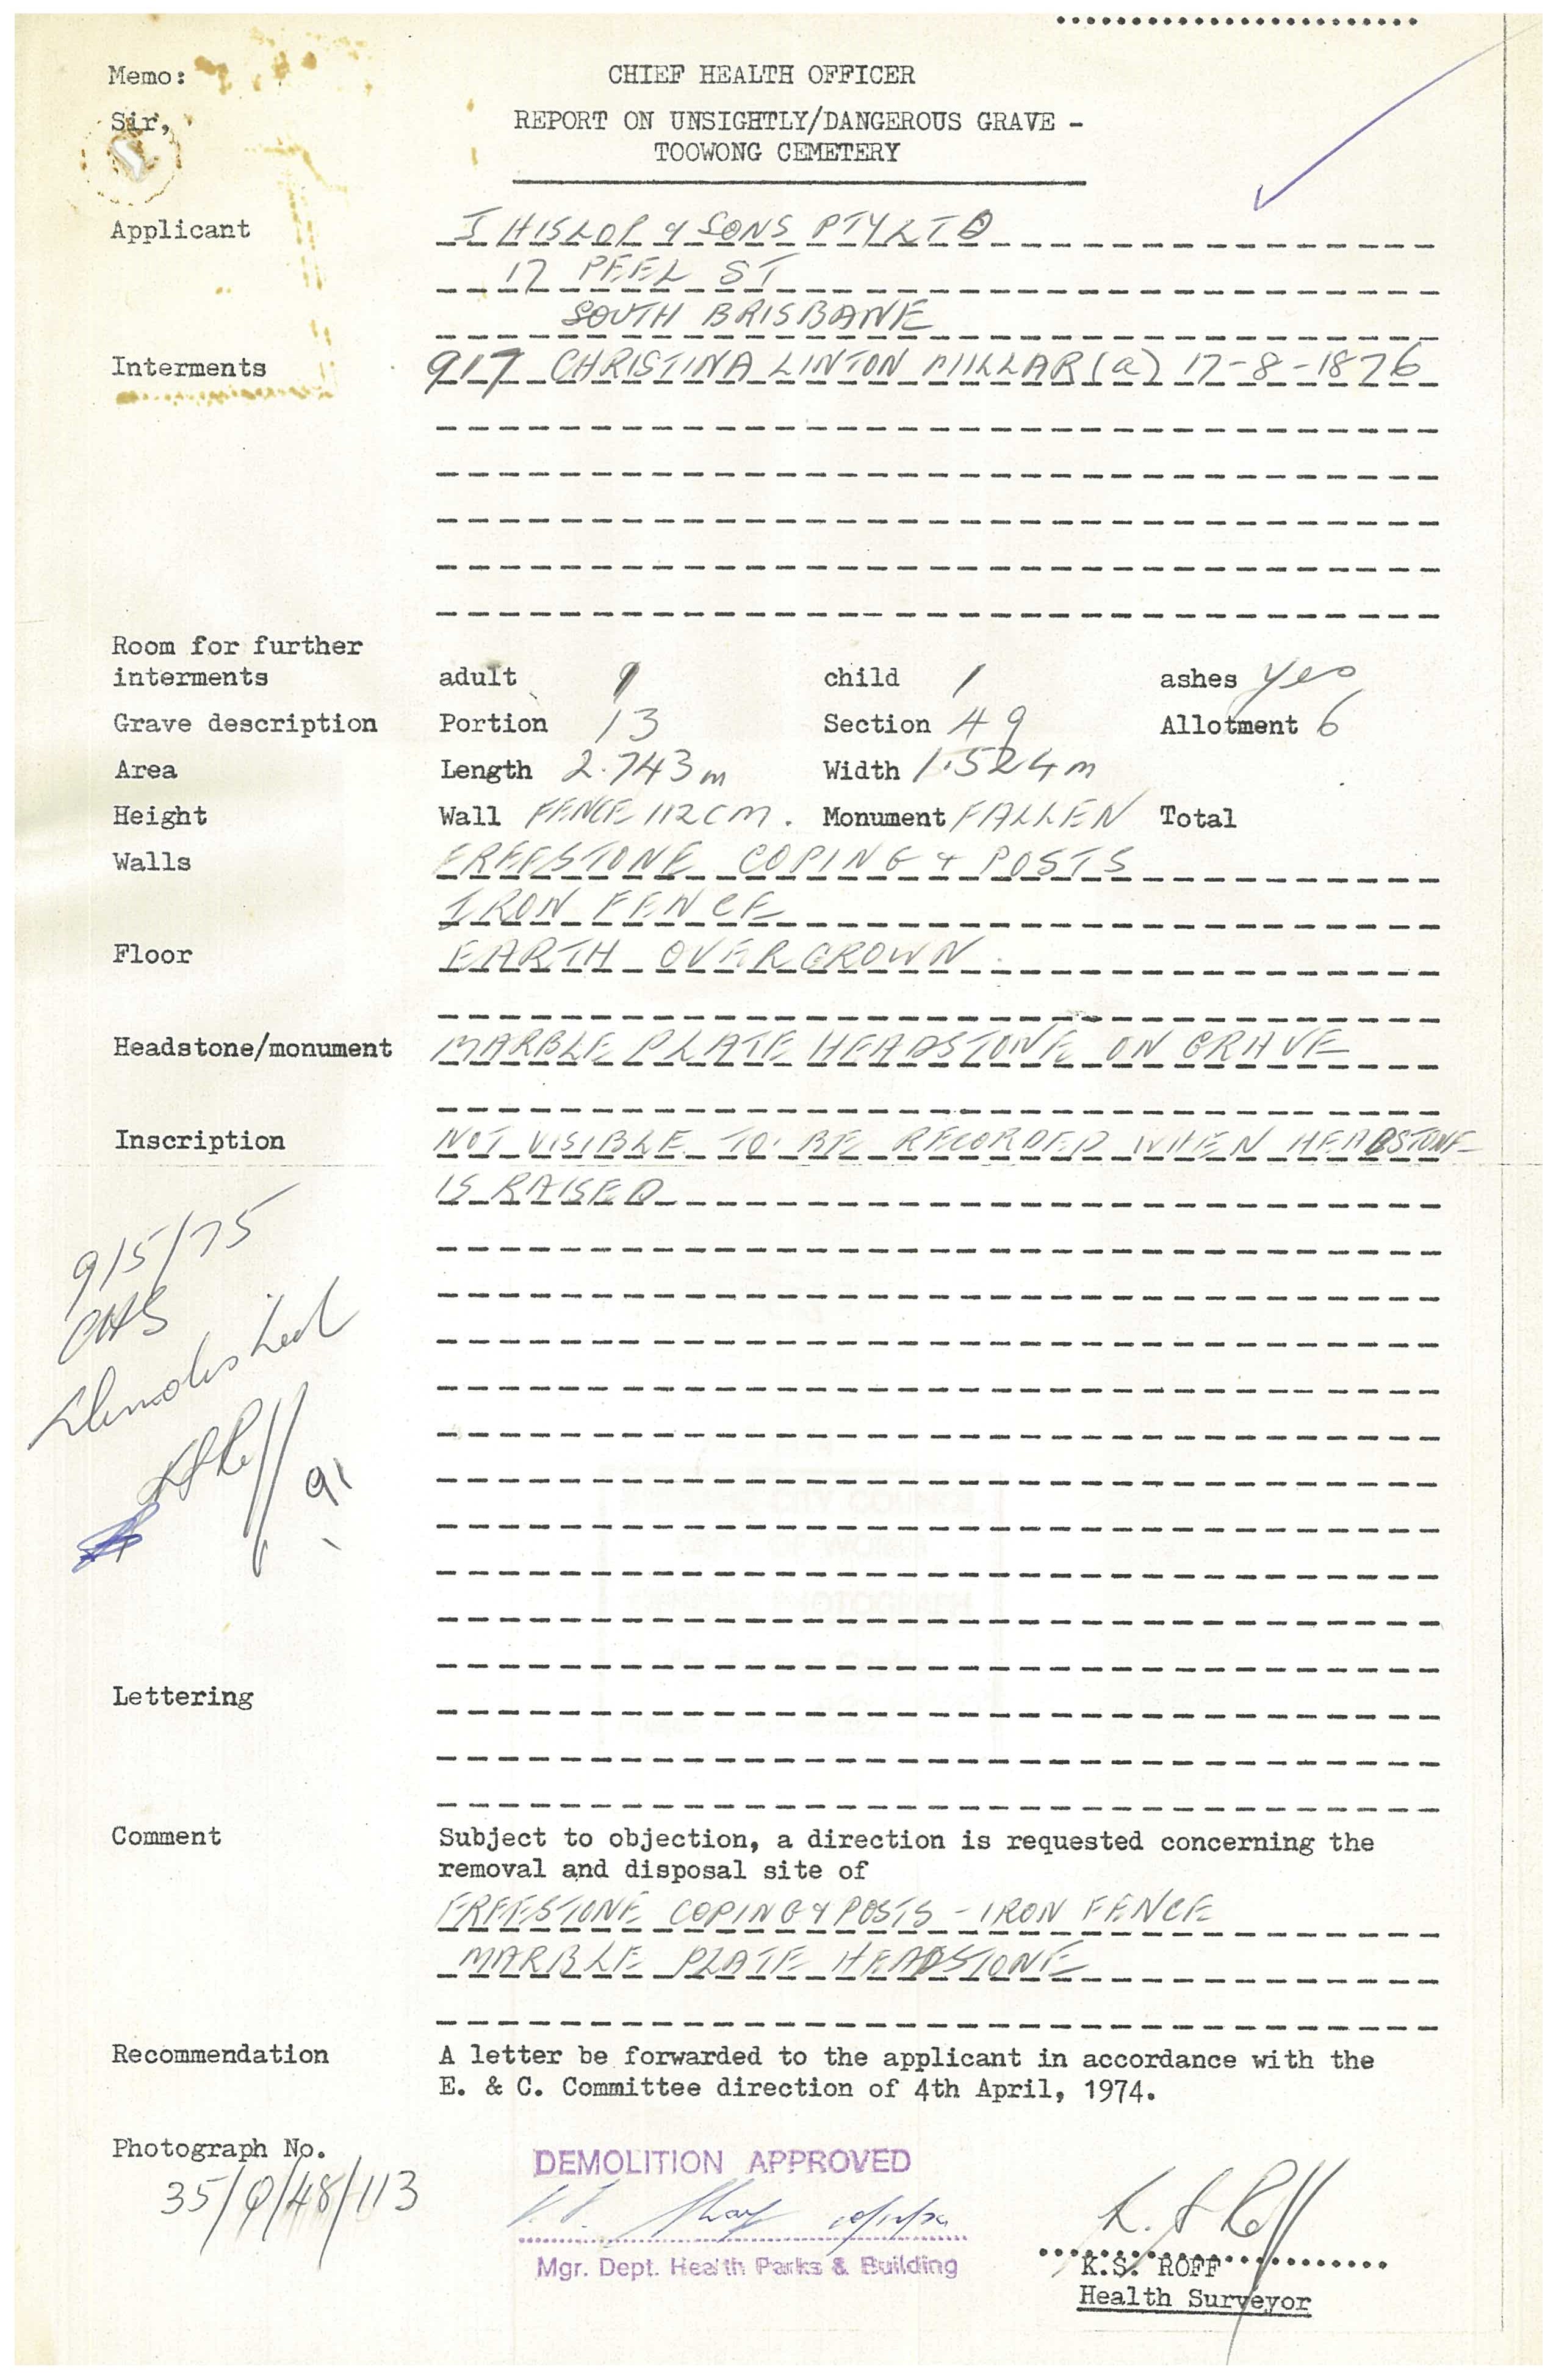 Memo:
CHIEF HEALTH OFFICER
Sir,
REPORT ON UNSIGHTLY/DANGEROUS GRAVE -
TOOWONG CEMETERY
Applicant J HISLOP & SONS PTY LTD
17 PEEL ST
SOUTH BRISBANE
Interments 917 CHRISTINA LINTON MILLAR (a) 17-8-1876
Room for further
interments adult 1 child 1 ashes yes
Grave description Portion 13 Section 49 Allotment 6
Area Length 2.743m Width 1.524m
Height Wall FENCE 112CM. Monument FALLEN Total
Walls FREESTONE COPING & POSTS
IRON FENCE
Floor EARTH OVERGROWN.
Headstone/monument MARBLE PLATE HEADSTONE ON GRAVE
Inscription NOT VISIBLE TO BE RECORDED WHEN HEADSTONE
IS RAISED
9/5/75
CHS
Demolished
Lettering
Comment Subject to objection, a direction is requested concerning the
removal and disposal site of
FREESTONE COPING & POSTS - IRON FENCE
MARBLE PLATE HEADSTONE
Recommendation A letter be forwarded to the applicant in accordance with the
E. & C. Committee direction of 4th April, 1974.
Photograph No.
35/Q/48/113
DEMOLITION APPROVED
Mgr. Dept. Health Parks & Building
K.S. Roff
K.S. ROFF
Health Surveyor